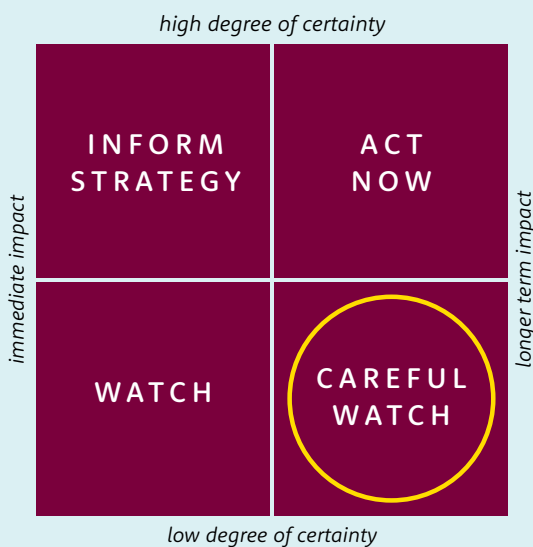 high degree of certainty
INFORM
STRATEGY
ACT
NOW
immediate impact
longer term impact
WATCH
CAREFUL
WATCH
low degree of certainty